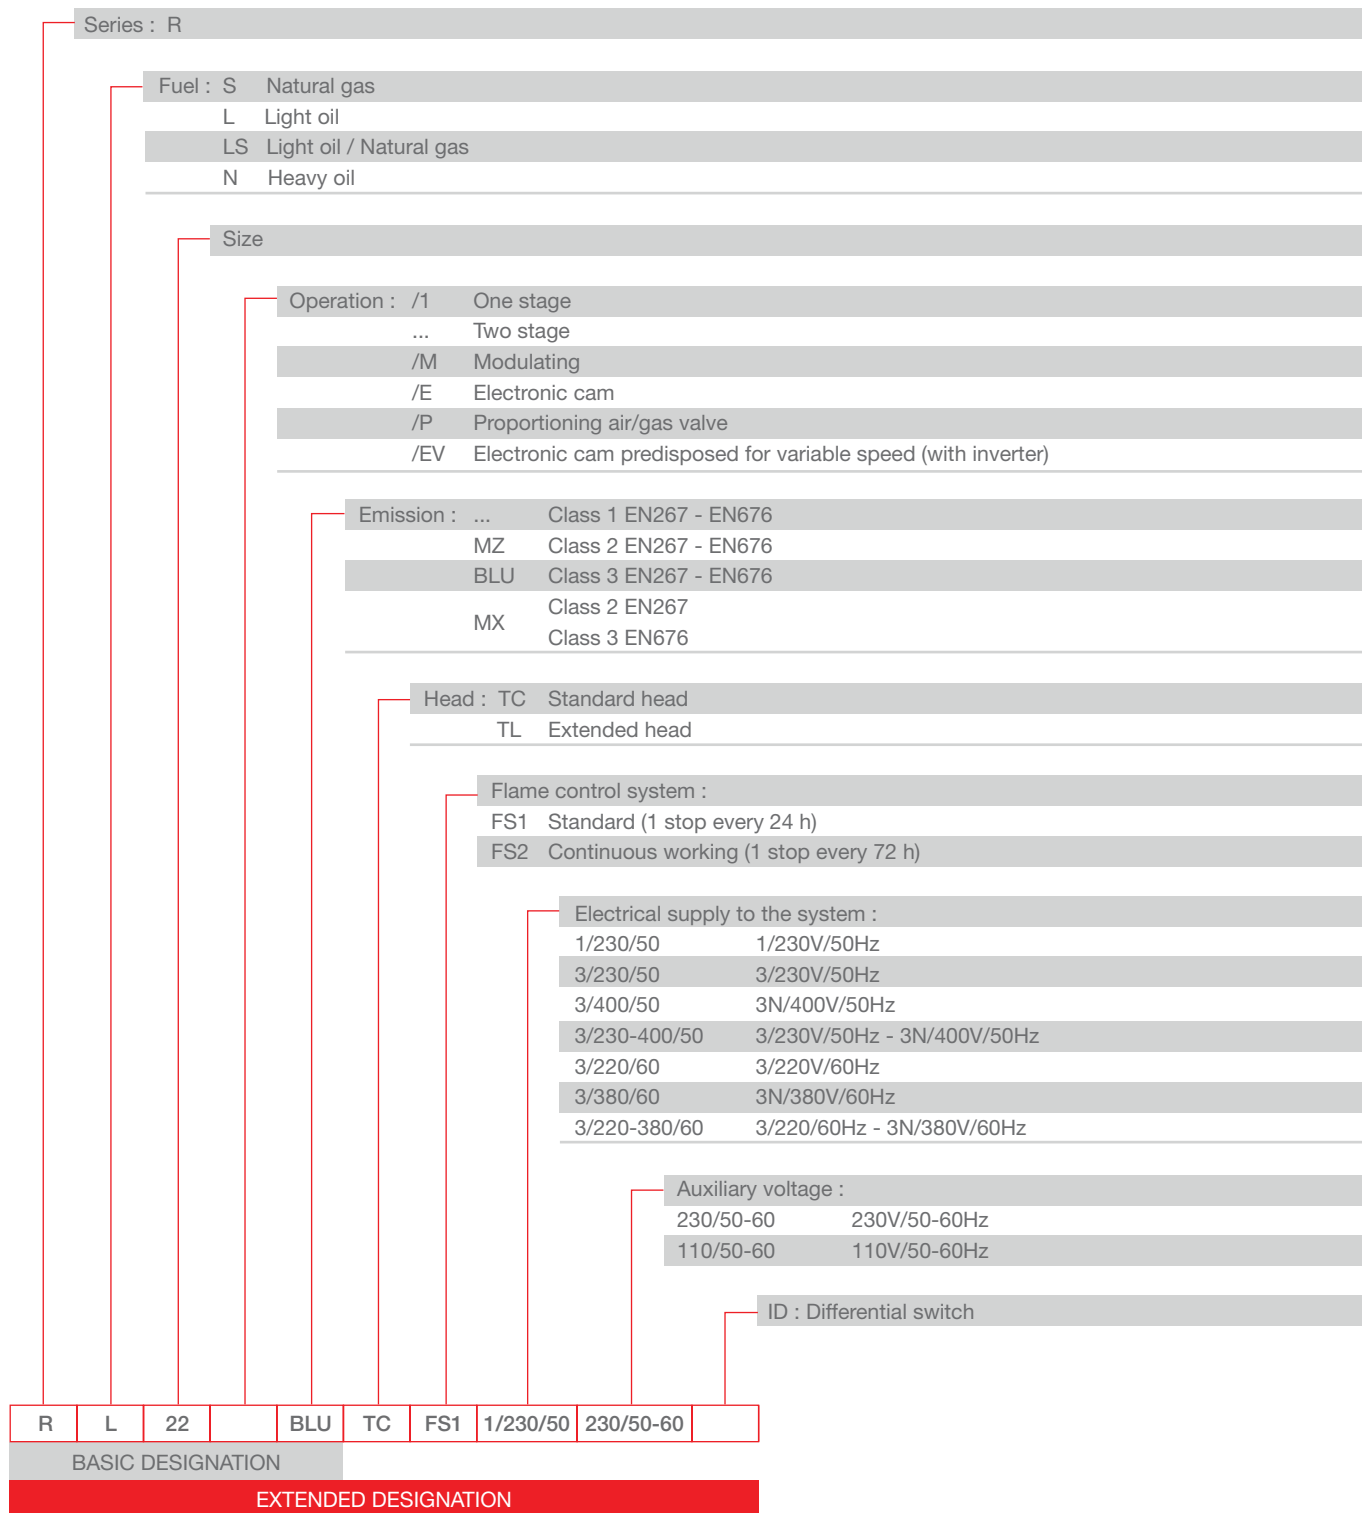 Series : R
Fuel : S Natural gas
L Light oil
LS Light oil / Natural gas
N Heavy oil
Size
Operation : /1 One stage
... Two stage
/M Modulating
/E Electronic cam
/P Proportioning air/gas valve
/EV Electronic cam predisposed for variable speed (with inverter)
Emission : ... Class 1 EN267 - EN676
MZ Class 2 EN267 - EN676
BLU Class 3 EN267 - EN676
MX Class 2 EN267
Class 3 EN676
Head : TC Standard head
TL Extended head
Flame control system :
FS1 Standard (1 stop every 24 h)
FS2 Continuous working (1 stop every 72 h)
Electrical supply to the system :
1/230/50 1/230V/50Hz
3/230/50 3/230V/50Hz
3/400/50 3N/400V/50Hz
3/230-400/50 3/230V/50Hz - 3N/400V/50Hz
3/220/60 3/220V/60Hz
3/380/60 3N/380V/60Hz
3/220-380/60 3/220/60Hz - 3N/380V/60Hz
Auxiliary voltage :
230/50-60 230V/50-60Hz
110/50-60 110V/50-60Hz
ID : Differential switch
R L 22 BLU TC FS1 1/230/50 230/50-60
BASIC DESIGNATION
EXTENDED DESIGNATION